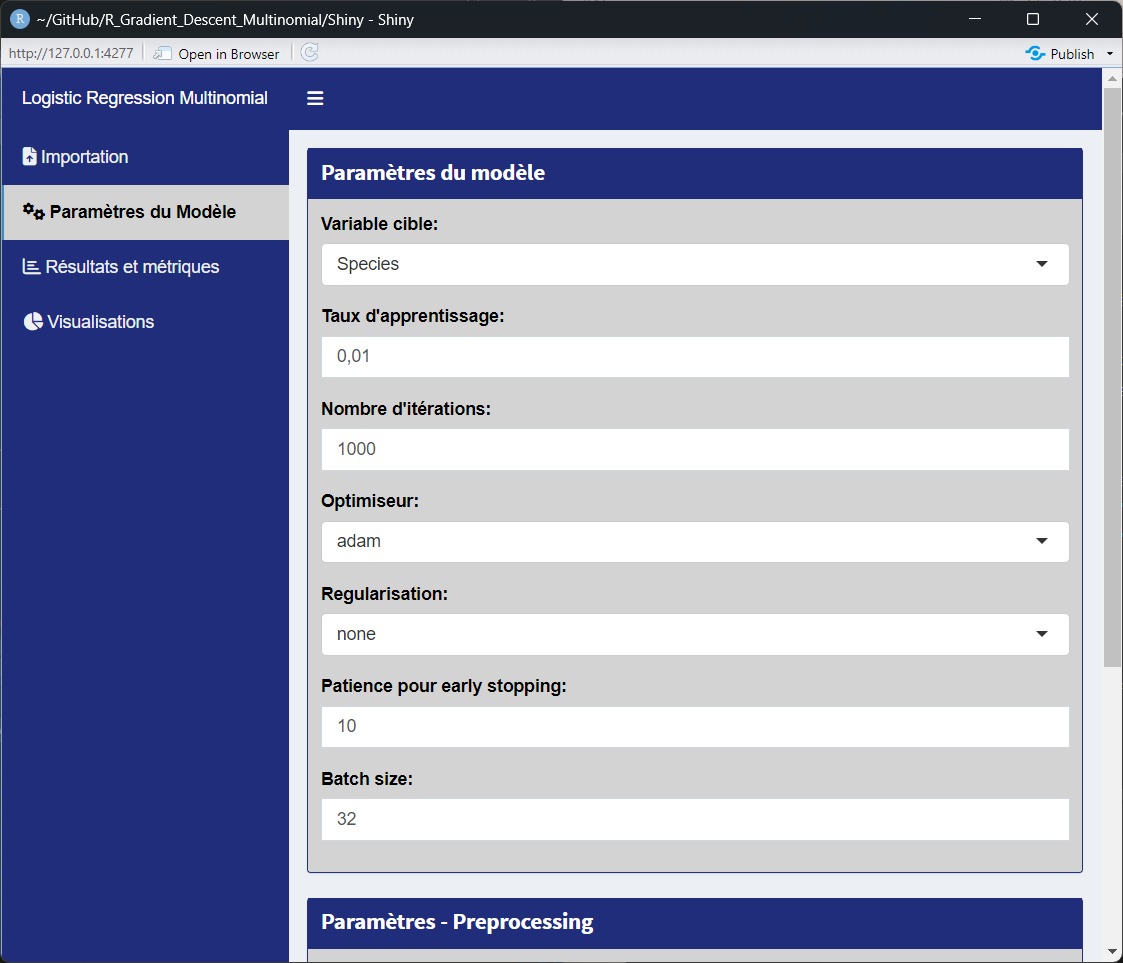 R ~/GitHub/R_Gradient_Descent_Multinomial/Shiny - Shiny
http://127.0.0.1:4277 Open in Browser Publish
Logistic Regression Multinomial
Importation
Paramètres du Modèle
Résultats et métriques
Visualisations
Paramètres du modèle
Variable cible:
Species
Taux d'apprentissage:
0,01
Nombre d'itérations:
1000
Optimiseur:
adam
Regularisation:
none
Patience pour early stopping:
10
Batch size:
32
Paramètres - Preprocessing